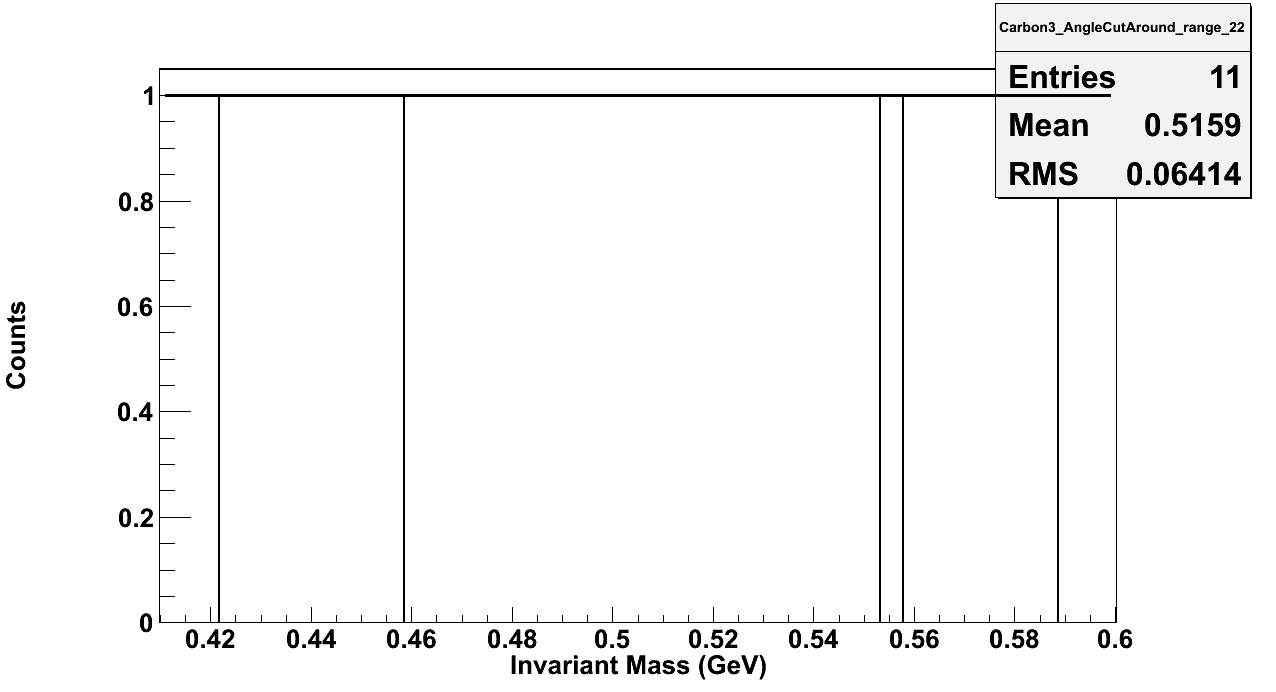 Carbon3_AngleCutAround_range_22
Entries 11
Mean 0.5159
RMS 0.06414
1
0.8
0.6
0.4
0.2
0
Counts
0.42 0.44 0.46 0.48 0.5 0.52 0.54 0.56 0.58 0.6
Invariant Mass (GeV)